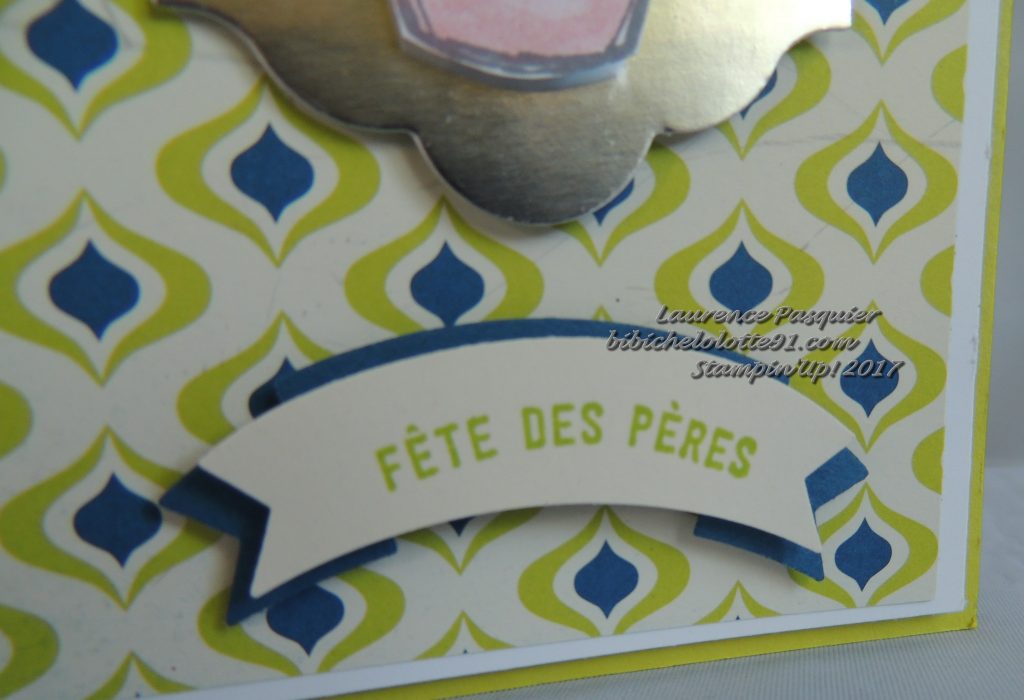 Laurence Pasquier
bibichelolotte91.com
Stampin'Up! 2017
FÊTE DES PÈRES